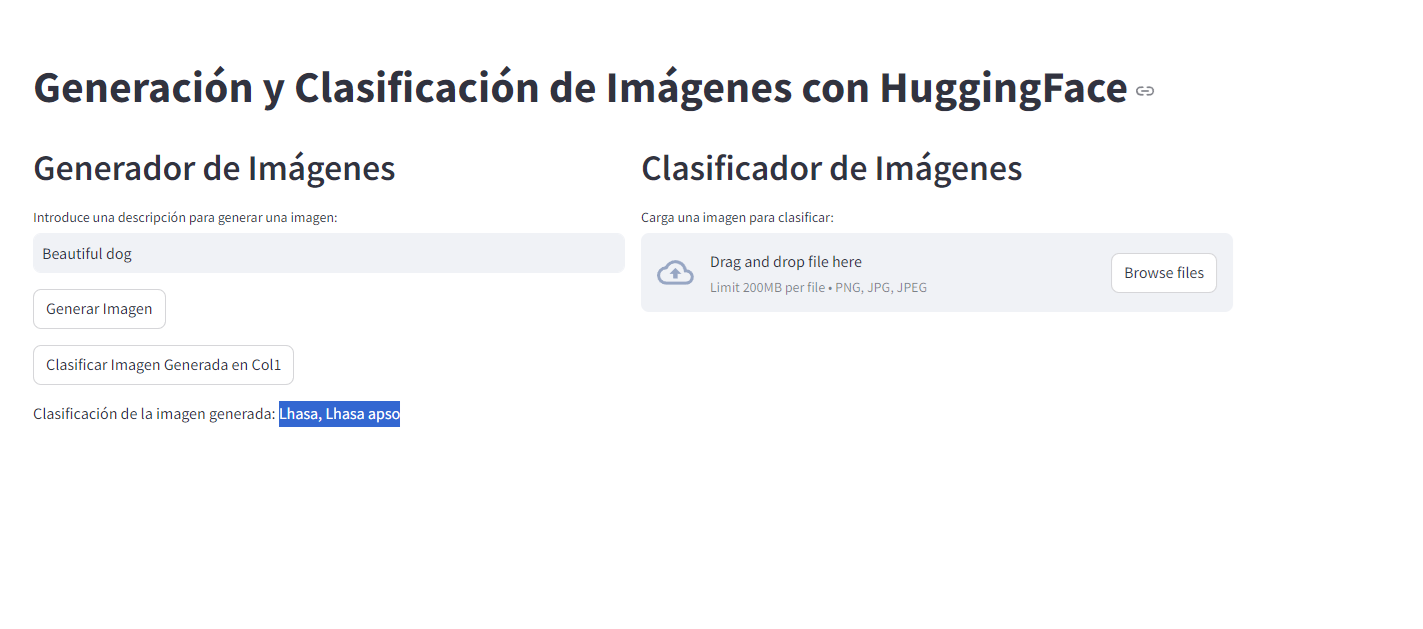 Generación y Clasificación de Imágenes con HuggingFace
Generador de Imágenes
Introduce una descripción para generar una imagen:
Beautiful dog
Generar Imagen
Clasificar Imagen Generada en Col1
Clasificación de la imagen generada: Lhasa, Lhasa apso
Clasificador de Imágenes
Carga una imagen para clasificar:
Drag and drop file here
Limit 200MB per file • PNG, JPG, JPEG
Browse files